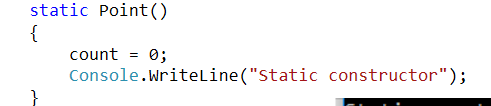 static Point()
{
count = 0;
Console.WriteLine("Static constructor");
}